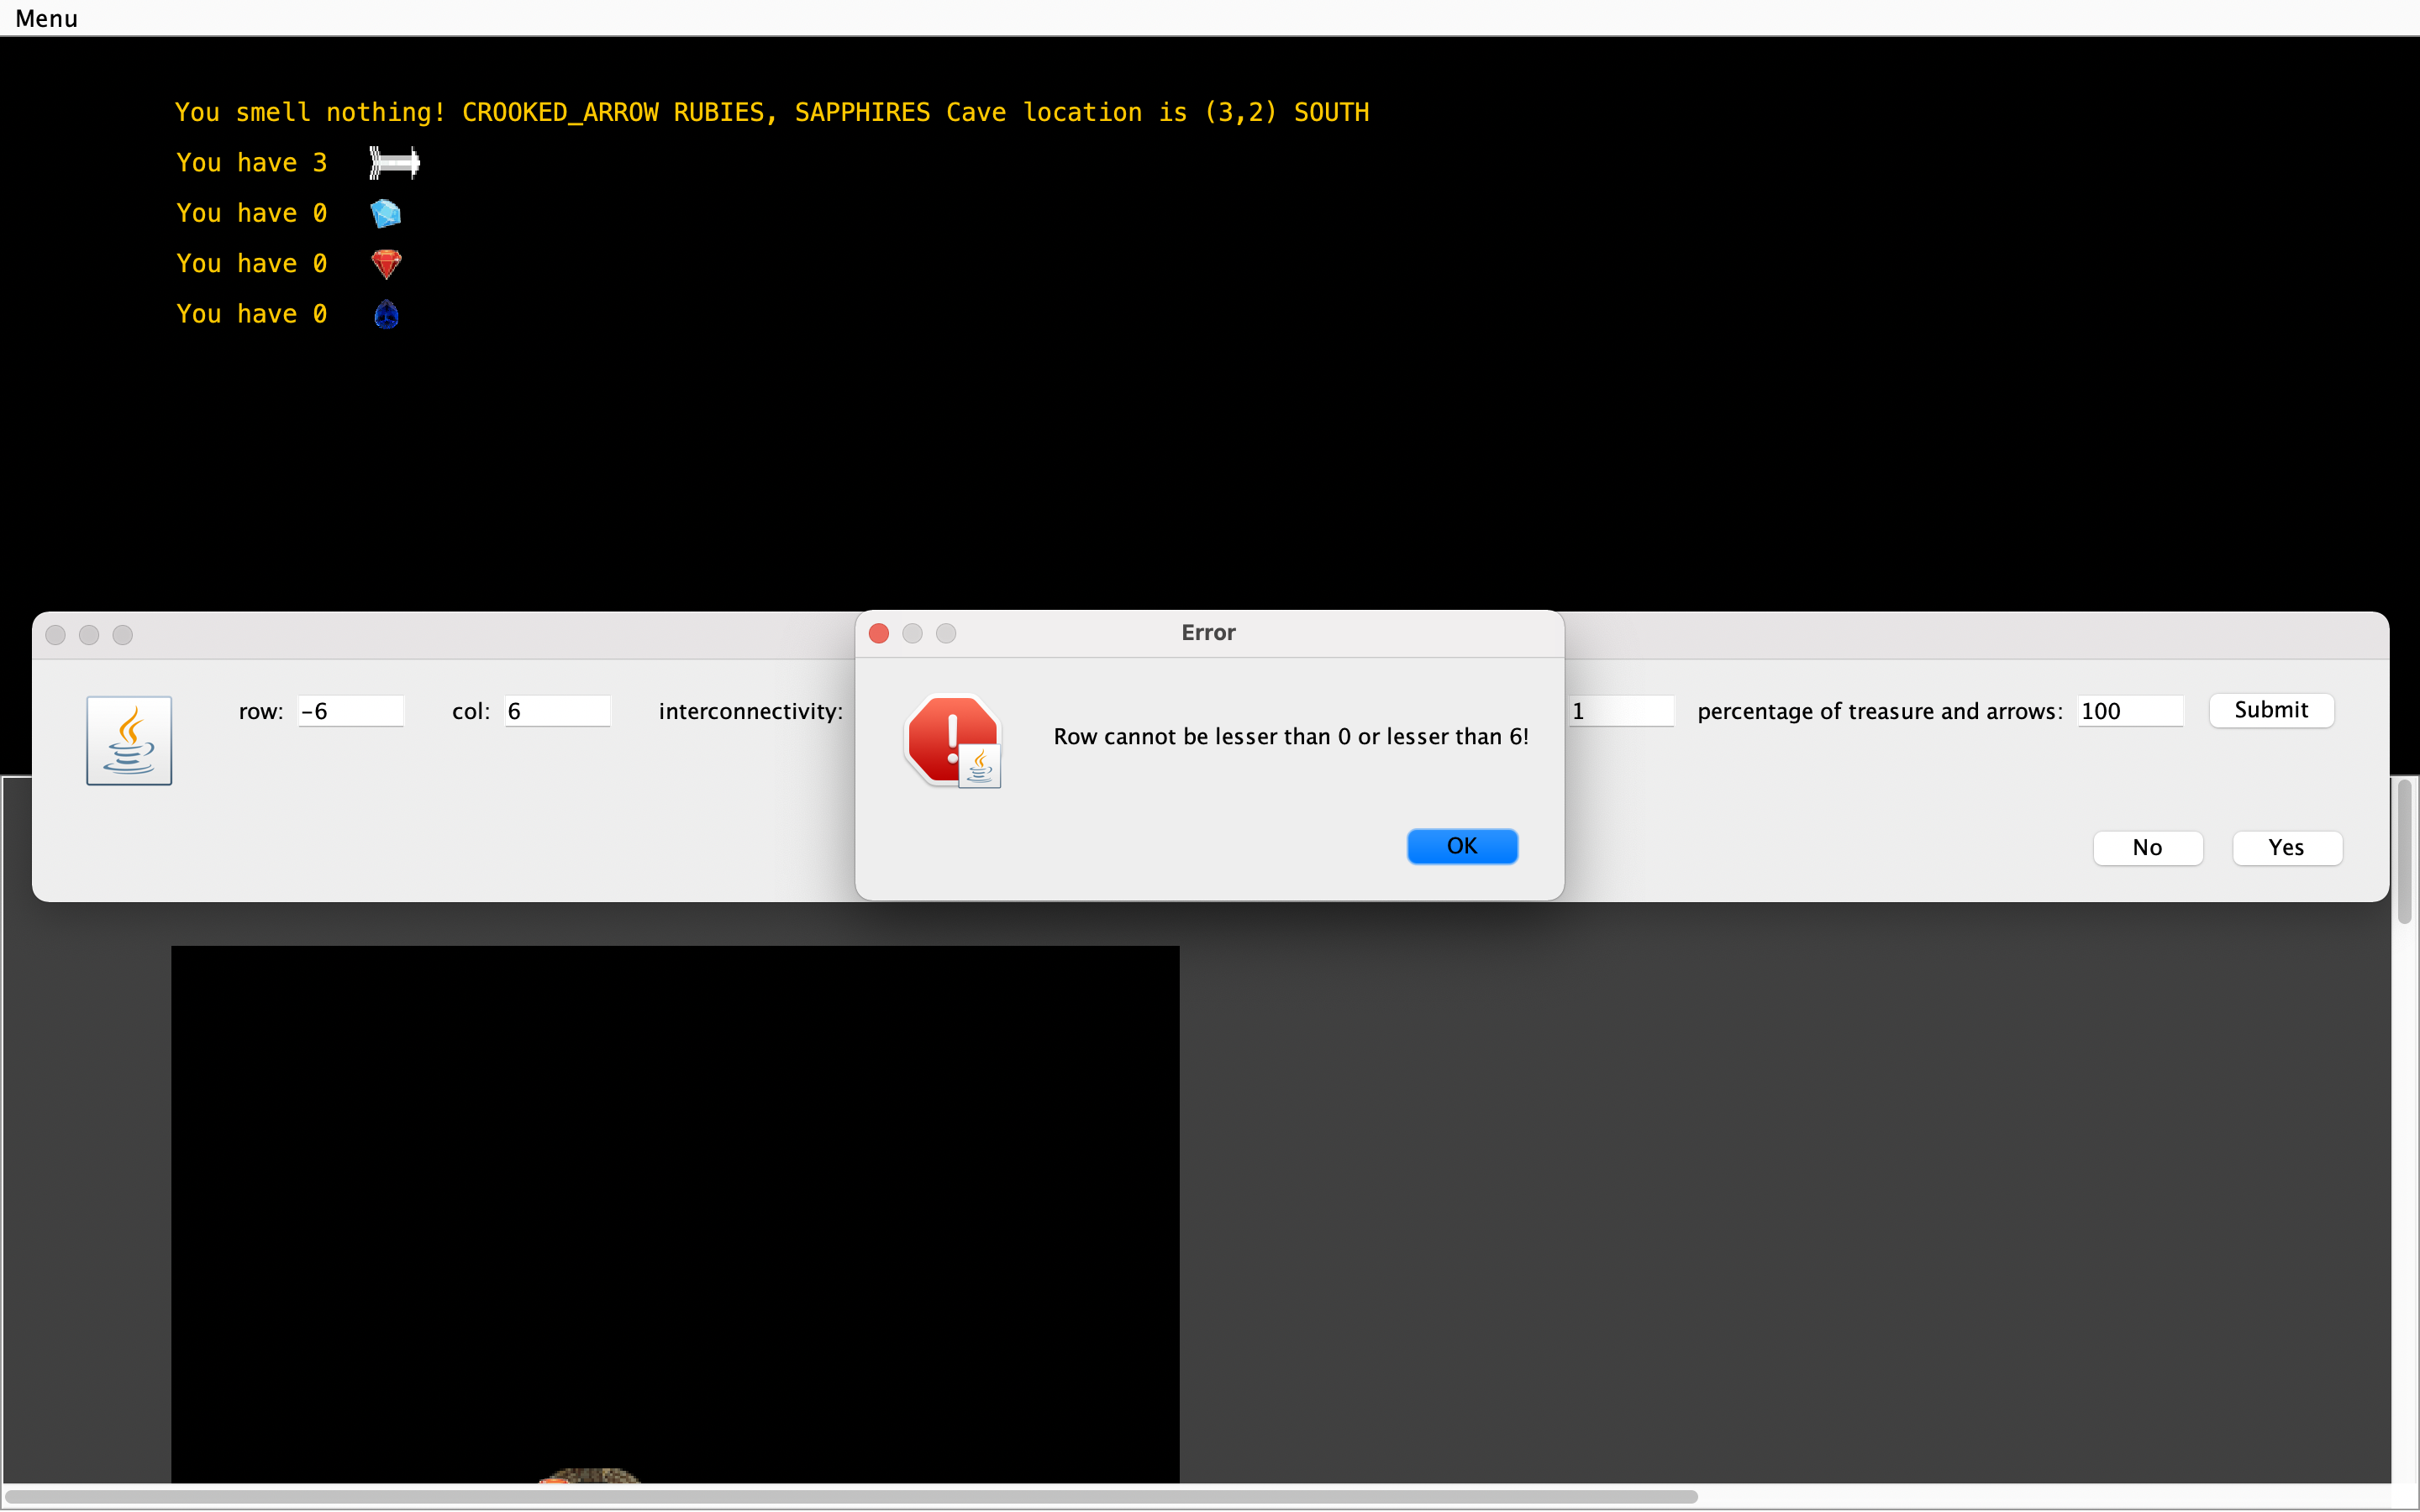 Menu
You smell nothing! CROOKED_ARROW RUBIES, SAPPHIRES Cave location is (3,2) SOUTH
You have 3
You have 0
You have 0
You have 0
Error
row: -6 col: 6 interconnectivity: 1 percentage of treasure and arrows: 100 Submit
Row cannot be lesser than 0 or lesser than 6!
OK
No Yes